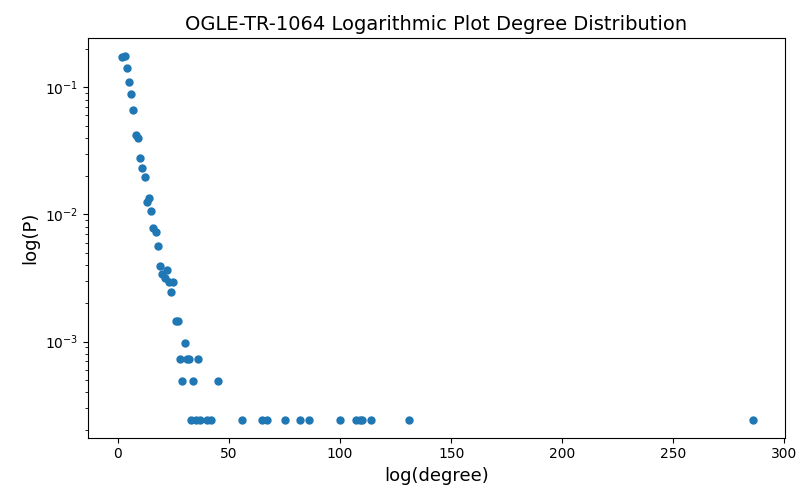 OGLE-TR-1064 Logarithmic Plot Degree Distribution
log(P)
10⁻¹
10⁻²
10⁻³
0 50 100 150 200 250 300
log(degree)